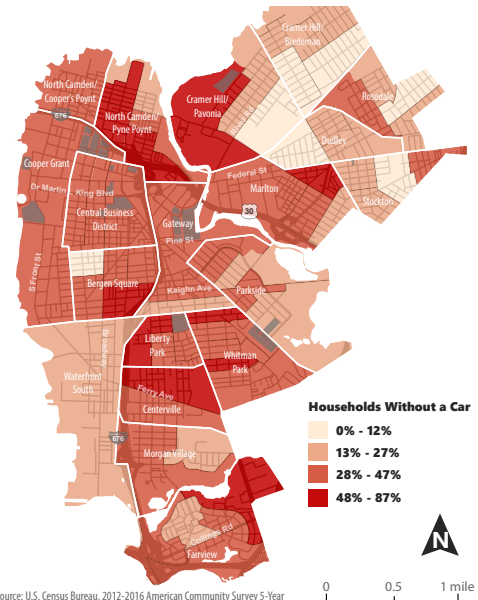 Cramer Hill/
Biedeman
North Camden/
Cooper's Poynt
676
North Camden/
Pyne Poynt
Cramer Hill/
Pavonia
Rosedale
Dudley
Cooper Grant
Federal St
Marlton
Dr Martin L King Blvd
Stockton
Central Business
District
Gateway
30
Pine St
S Front St
Bergen Square
Kaighn Ave
Parkside
Broadway
Liberty
Park
Whitman
Park
Waterfront
South
Ferry Ave
Centerville
676
Morgan Village
Collings Rd
Fairview
Households Without a Car
0% - 12%
13% - 27%
28% - 47%
48% - 87%
N
0 0.5 1 mile
ource: U.S. Census Bureau, 2012-2016 American Community Survey 5-Year